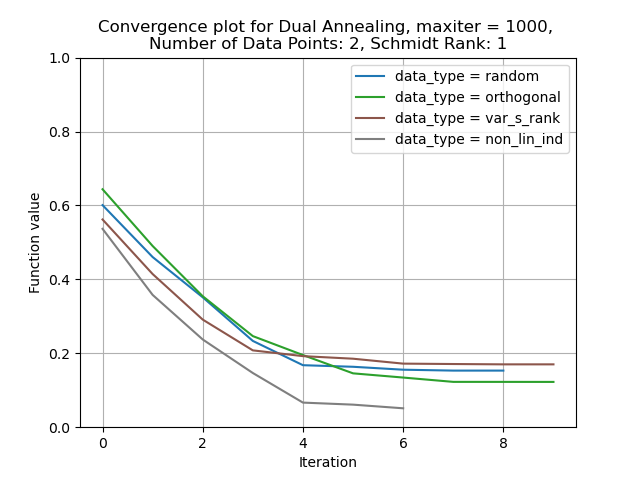 Convergence plot for Dual Annealing, maxiter = 1000,
Number of Data Points: 2, Schmidt Rank: 1
1.0
0.8
0.6
0.4
0.2
0.0
Function value
data_type = random
data_type = orthogonal
data_type = var_s_rank
data_type = non_lin_ind
0 2 4 6 8
Iteration